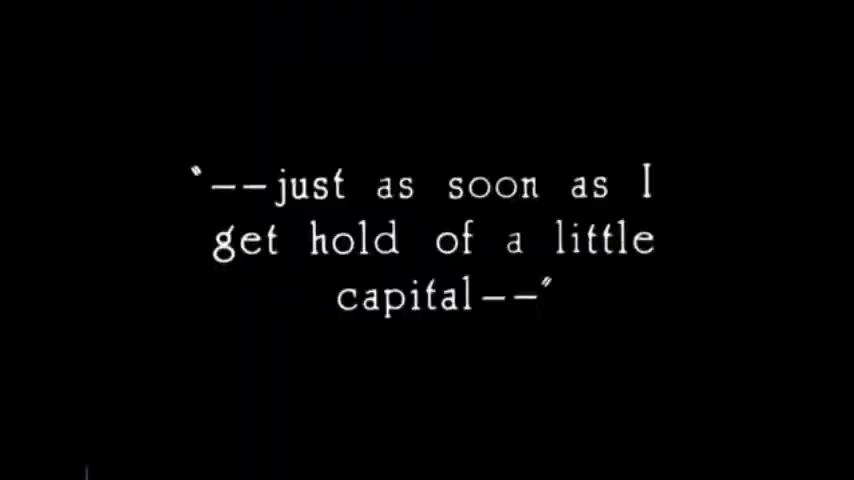 "--just as soon as I
get hold of a little
capital--"